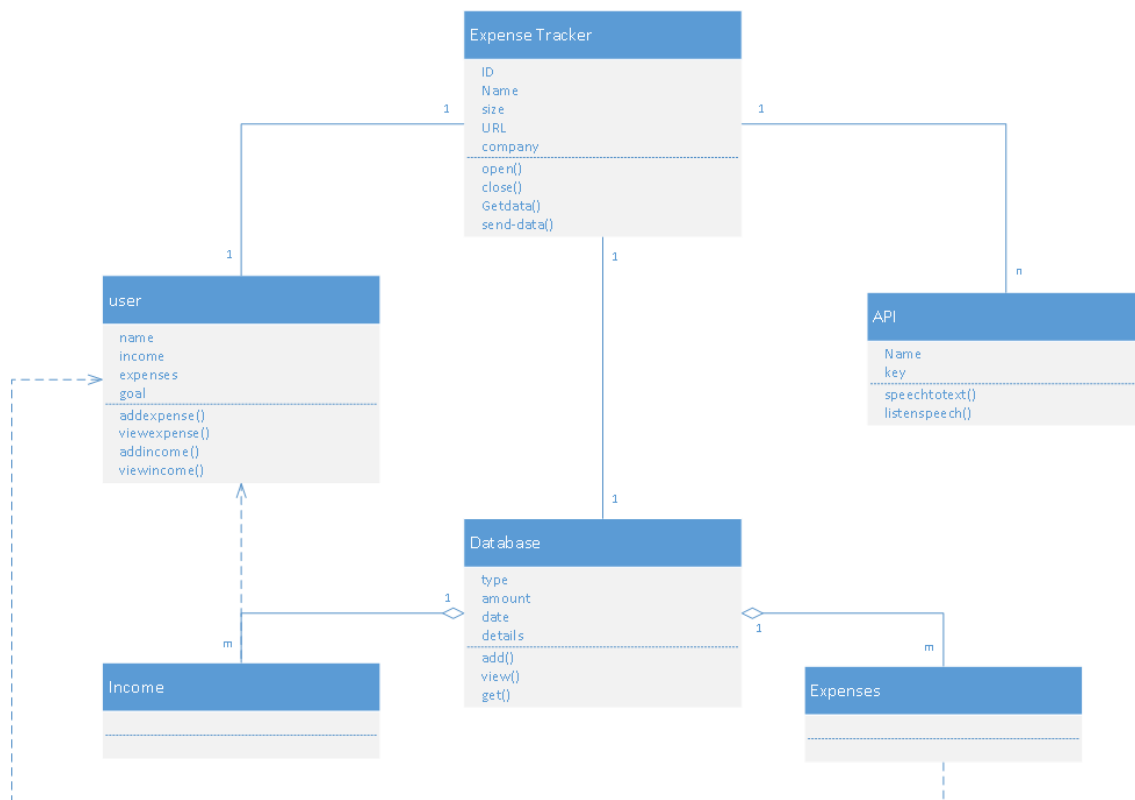 Expense Tracker
ID
Name
size
URL
company
open()
close()
Getdata()
send-data()
1
1
1
1
n
1
user
name
income
expenses
goal
addexpense()
viewexpense()
addincome()
viewincome()
API
Name
key
speechtotext()
listenspeech()
Database
type
amount
date
details
add()
view()
get()
1
m
1
m
Income
Expenses